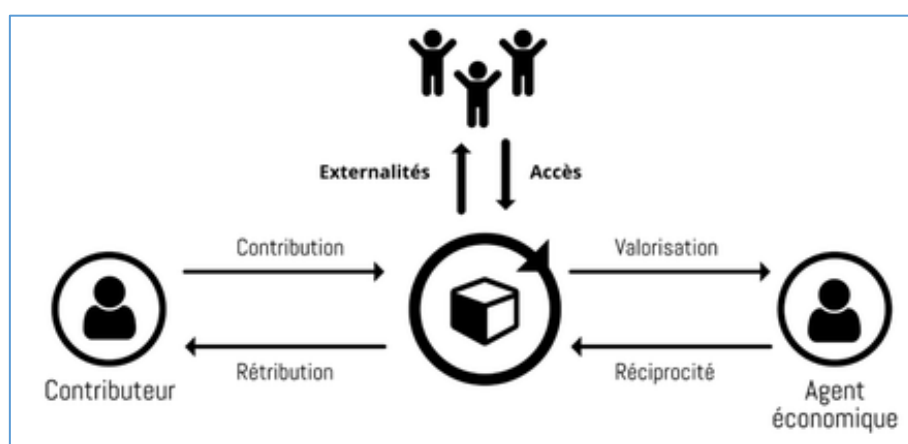 Externalités
Accès
Contribution
Valorisation
Rétribution
Réciprocité
Contributeur
Agent
économique